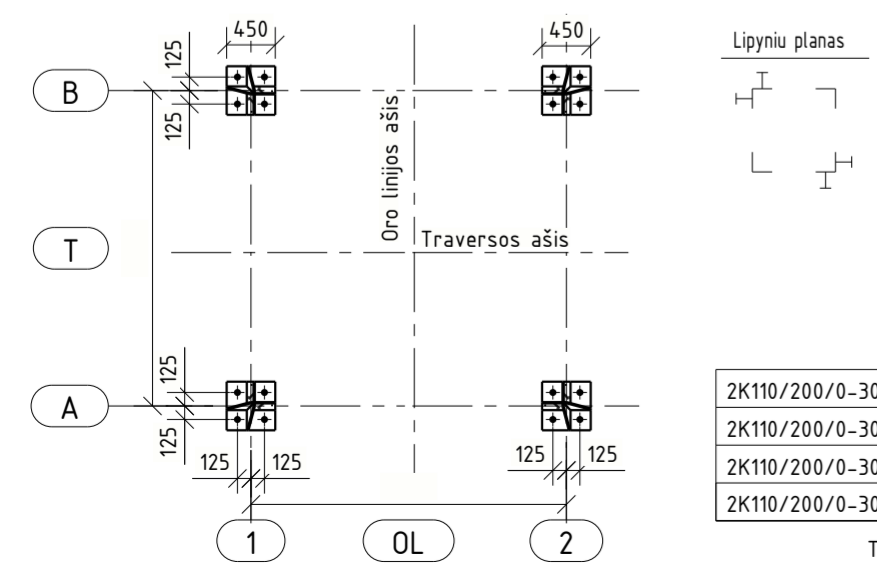 450
450
Lipyniu planas
125
B
125
Oro linijos ašis
T
Traversos ašis
125
A
125
125
125
125
125
1
OL
2
2K110/200/0-30
2K110/200/0-30
2K110/200/0-30
2K110/200/0-30
T